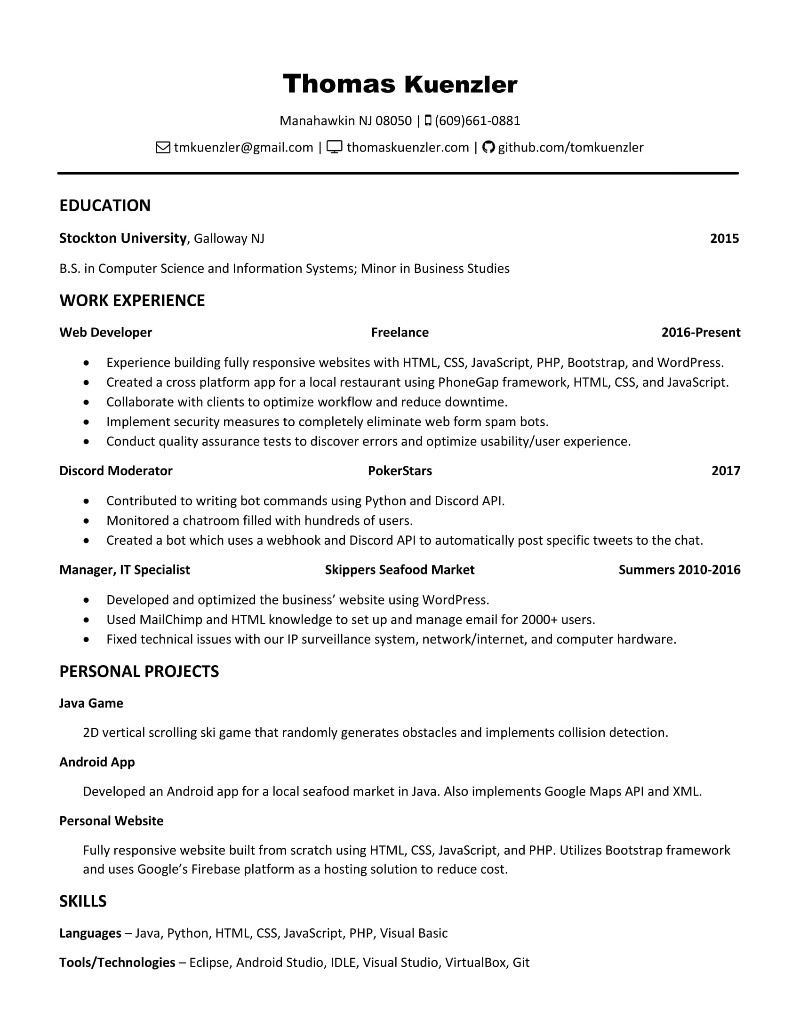 Thomas Kuenzler
Manahawkin NJ 08050 | (609)661-0881
tmkuenzler@gmail.com | thomaskuenzler.com | github.com/tomkuenzler
EDUCATION
Stockton University, Galloway NJ 2015
B.S. in Computer Science and Information Systems; Minor in Business Studies
WORK EXPERIENCE
Web Developer Freelance 2016-Present
• Experience building fully responsive websites with HTML, CSS, JavaScript, PHP, Bootstrap, and WordPress.
• Created a cross platform app for a local restaurant using PhoneGap framework, HTML, CSS, and JavaScript.
• Collaborate with clients to optimize workflow and reduce downtime.
• Implement security measures to completely eliminate web form spam bots.
• Conduct quality assurance tests to discover errors and optimize usability/user experience.
Discord Moderator PokerStars 2017
• Contributed to writing bot commands using Python and Discord API.
• Monitored a chatroom filled with hundreds of users.
• Created a bot which uses a webhook and Discord API to automatically post specific tweets to the chat.
Manager, IT Specialist Skippers Seafood Market Summers 2010-2016
• Developed and optimized the business’ website using WordPress.
• Used MailChimp and HTML knowledge to set up and manage email for 2000+ users.
• Fixed technical issues with our IP surveillance system, network/internet, and computer hardware.
PERSONAL PROJECTS
Java Game
2D vertical scrolling ski game that randomly generates obstacles and implements collision detection.
Android App
Developed an Android app for a local seafood market in Java. Also implements Google Maps API and XML.
Personal Website
Fully responsive website built from scratch using HTML, CSS, JavaScript, and PHP. Utilizes Bootstrap framework
and uses Google’s Firebase platform as a hosting solution to reduce cost.
SKILLS
Languages – Java, Python, HTML, CSS, JavaScript, PHP, Visual Basic
Tools/Technologies – Eclipse, Android Studio, IDLE, Visual Studio, VirtualBox, Git